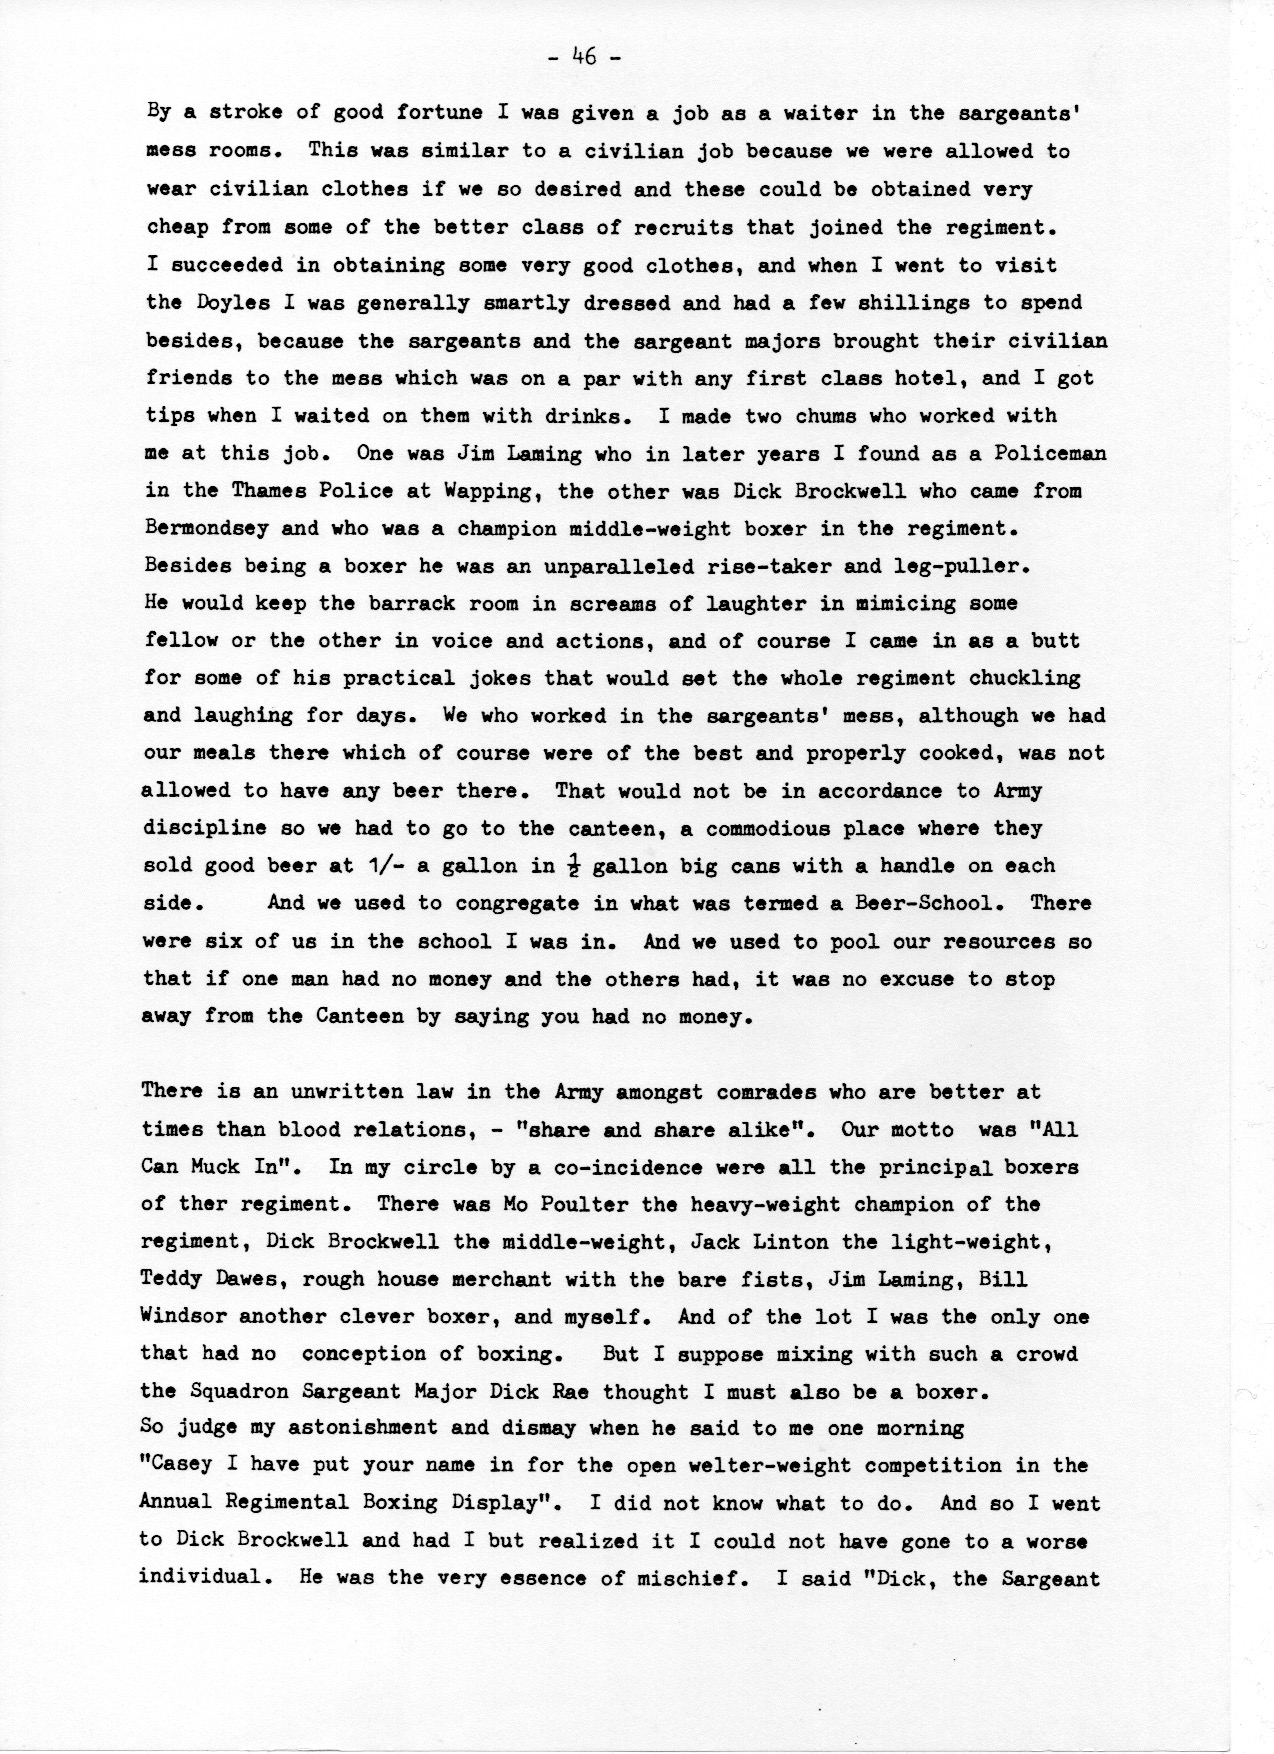 - 46 -
By a stroke of good fortune I was given a job as a waiter in the sargeants'
mess rooms.  This was similar to a civilian job because we were allowed to
wear civilian clothes if we so desired and these could be obtained very
cheap from some of the better class of recruits that joined the regiment.
I succeeded in obtaining some very good clothes, and when I went to visit
the Doyles I was generally smartly dressed and had a few shillings to spend
besides, because the sargeants and the sargeant majors brought their civilian
friends to the mess which was on a par with any first class hotel, and I got
tips when I waited on them with drinks.  I made two chums who worked with
me at this job.  One was Jim Laming who in later years I found as a Policeman
in the Thames Police at Wapping, the other was Dick Brockwell who came from
Bermondsey and who was a champion middle-weight boxer in the regiment.
Besides being a boxer he was an unparalleled rise-taker and leg-puller.
He would keep the barrack room in screams of laughter in mimicing some
fellow or the other in voice and actions, and of course I came in as a butt
for some of his practical jokes that would set the whole regiment chuckling
and laughing for days.  We who worked in the sargeants' mess, although we had
our meals there which of course were of the best and properly cooked, was not
allowed to have any beer there.  That would not be in accordance to Army
discipline so we had to go to the canteen, a commodious place where they
sold good beer at 1/- a gallon in ½ gallon big cans with a handle on each
side.     And we used to congregate in what was termed a Beer-School.  There
were six of us in the school I was in.  And we used to pool our resources so
that if one man had no money and the others had, it was no excuse to stop
away from the Canteen by saying you had no money.

There is an unwritten law in the Army amongst comrades who are better at
times than blood relations, - "share and share alike".  Our motto  was "All
Can Muck In".  In my circle by a co-incidence were all the principal boxers
of ther regiment.  There was Mo Poulter the heavy-weight champion of the
regiment, Dick Brockwell the middle-weight, Jack Linton the light-weight,
Teddy Dawes, rough house merchant with the bare fists, Jim Laming, Bill
Windsor another clever boxer, and myself.  And of the lot I was the only one
that had no  conception of boxing.   But I suppose mixing with such a crowd
the Squadron Sargeant Major Dick Rae thought I must also be a boxer.
So judge my astonishment and dismay when he said to me one morning
"Casey I have put your name in for the open welter-weight competition in the
Annual Regimental Boxing Display".  I did not know what to do.  And so I went
to Dick Brockwell and had I but realized it I could not have gone to a worse
individual.  He was the very essence of mischief.  I said "Dick, the Sargeant